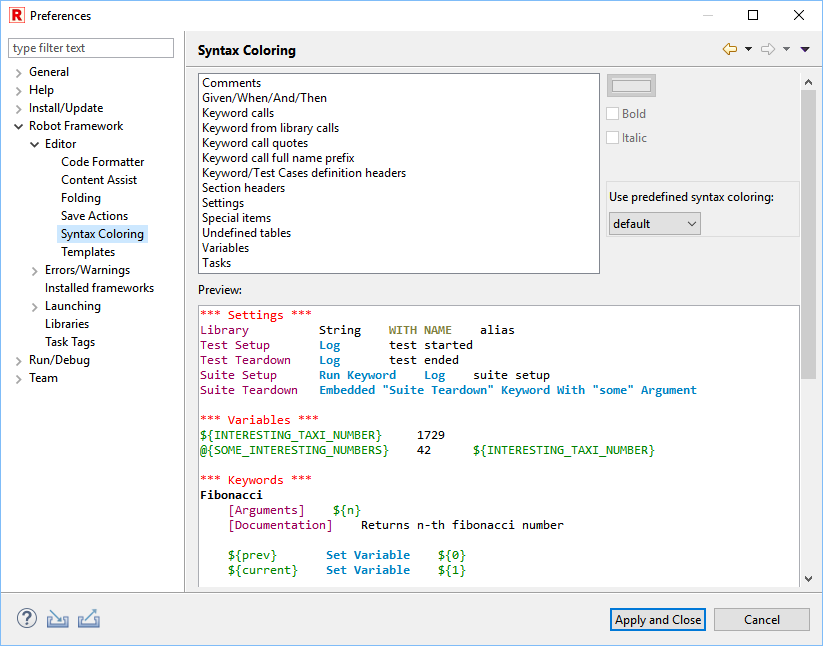 R Preferences
type filter text
General
Help
Install/Update
Robot Framework
Editor
Code Formatter
Content Assist
Folding
Save Actions
Syntax Coloring
Templates
Errors/Warnings
Installed frameworks
Launching
Libraries
Task Tags
Run/Debug
Team
Syntax Coloring
Comments
Given/When/And/Then
Keyword calls
Keyword from library calls
Keyword call quotes
Keyword call full name prefix
Keyword/Test Cases definition headers
Section headers
Settings
Special items
Undefined tables
Variables
Tasks
Bold
Italic
Use predefined syntax coloring:
default
Preview:
*** Settings ***
Library String WITH NAME alias
Test Setup Log test started
Test Teardown Log test ended
Suite Setup Run Keyword Log suite setup
Suite Teardown Embedded "Suite Teardown" Keyword With "some" Argument
*** Variables ***
${INTERESTING_TAXI_NUMBER} 1729
@{SOME_INTERESTING_NUMBERS} 42 ${INTERESTING_TAXI_NUMBER}
*** Keywords ***
Fibonacci
[Arguments] ${n}
[Documentation] Returns n-th fibonacci number
${prev} Set Variable ${0}
${current} Set Variable ${1}
?
Apply and Close
Cancel